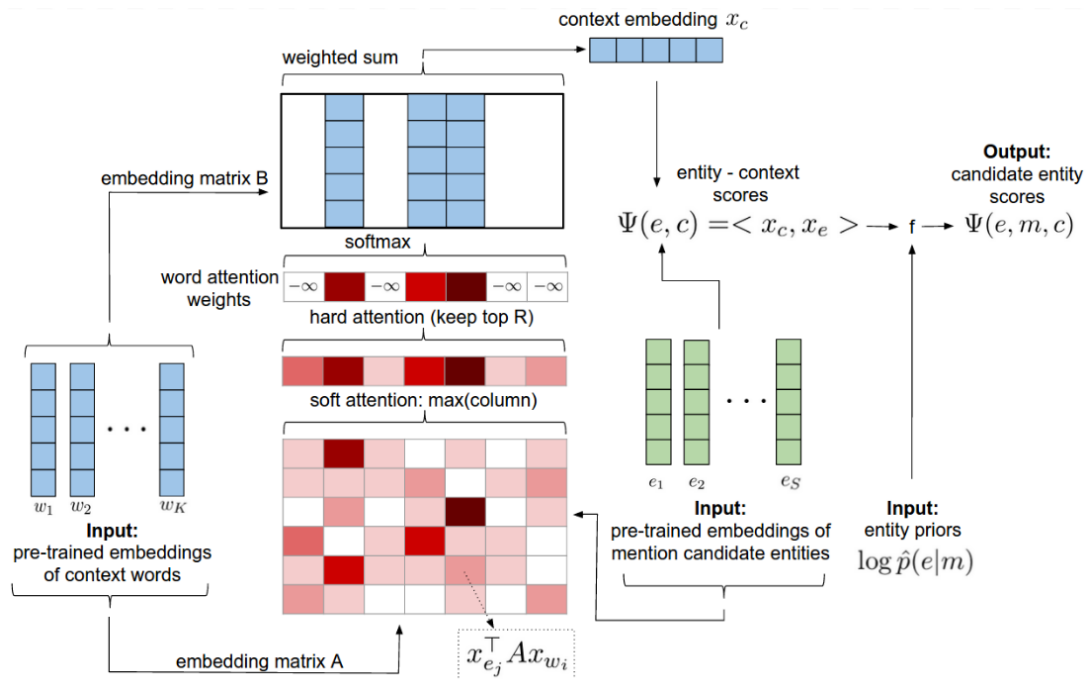 context embedding x_c
weighted sum
embedding matrix B
entity - context
scores
Ψ(e, c) =< x_c, x_e >
f
Output:
candidate entity
scores
Ψ(e, m, c)
softmax
word attention
weights
−∞ −∞ −∞ −∞
hard attention (keep top R)
soft attention: max(column)
w_1 w_2 · · · w_K
Input:
pre-trained embeddings
of context words
e_1 e_2 · · · e_S
Input:
pre-trained embeddings of
mention candidate entities
Input:
entity priors
log p̂(e|m)
embedding matrix A
x_{e_j}^⊤ A x_{w_i}